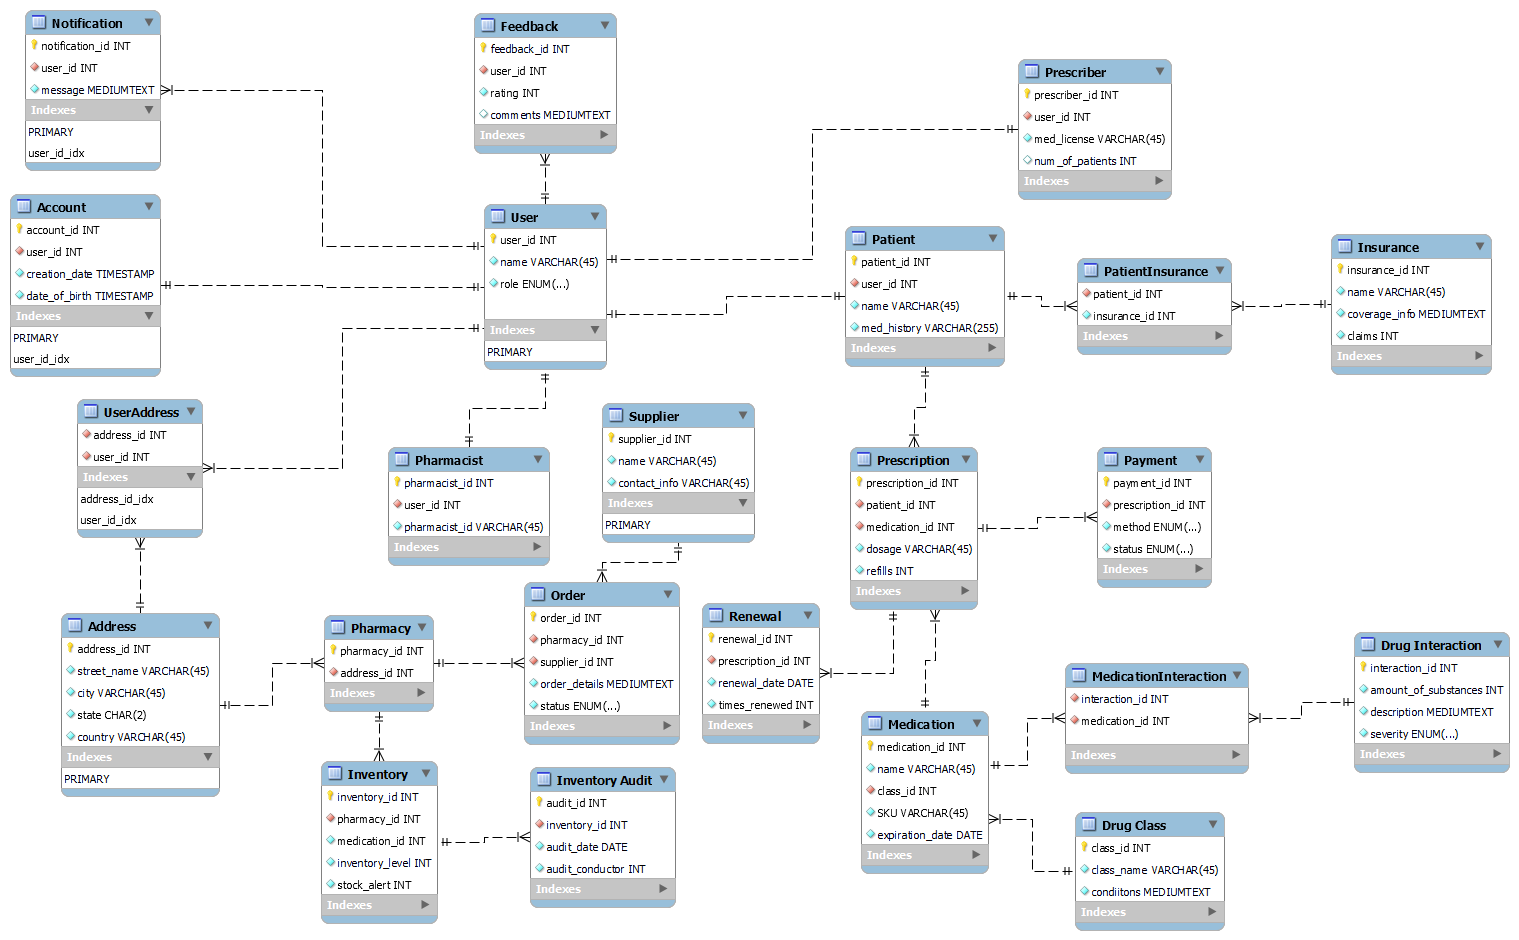 Notification
notification_id INT
user_id INT
message MEDIUMTEXT
Indexes
PRIMARY
user_id_idx
Feedback
feedback_id INT
user_id INT
rating INT
comments MEDIUMTEXT
Indexes
Prescriber
prescriber_id INT
user_id INT
med_license VARCHAR(45)
num_of_patients INT
Indexes
Account
account_id INT
user_id INT
creation_date TIMESTAMP
date_of_birth TIMESTAMP
Indexes
PRIMARY
user_id_idx
User
user_id INT
name VARCHAR(45)
role ENUM(...)
Indexes
PRIMARY
Patient
patient_id INT
user_id INT
name VARCHAR(45)
med_history VARCHAR(255)
Indexes
PatientInsurance
patient_id INT
insurance_id INT
Indexes
Insurance
insurance_id INT
name VARCHAR(45)
coverage_info MEDIUMTEXT
claims INT
Indexes
UserAddress
address_id INT
user_id INT
Indexes
address_id_idx
user_id_idx
Pharmacist
pharmacist_id INT
user_id INT
pharmacist_id VARCHAR(45)
Indexes
Supplier
supplier_id INT
name VARCHAR(45)
contact_info VARCHAR(45)
Indexes
PRIMARY
Prescription
prescription_id INT
patient_id INT
medication_id INT
dosage VARCHAR(45)
refills INT
Indexes
Payment
payment_id INT
prescription_id INT
method ENUM(...)
status ENUM(...)
Indexes
Address
address_id INT
street_name VARCHAR(45)
city VARCHAR(45)
state CHAR(2)
country VARCHAR(45)
Indexes
PRIMARY
Pharmacy
pharmacy_id INT
address_id INT
Indexes
Order
order_id INT
pharmacy_id INT
supplier_id INT
order_details MEDIUMTEXT
status ENUM(...)
Indexes
Renewal
renewal_id INT
prescription_id INT
renewal_date DATE
times_renewed INT
Indexes
Medication
medication_id INT
name VARCHAR(45)
class_id INT
SKU VARCHAR(45)
expiration_date DATE
Indexes
MedicationInteraction
interaction_id INT
medication_id INT
Indexes
Drug Interaction
interaction_id INT
amount_of_substances INT
description MEDIUMTEXT
severity ENUM(...)
Indexes
Inventory
inventory_id INT
pharmacy_id INT
medication_id INT
inventory_level INT
stock_alert INT
Indexes
Inventory Audit
audit_id INT
inventory_id INT
audit_date DATE
audit_conductor INT
Indexes
Drug Class
class_id INT
class_name VARCHAR(45)
condiitons MEDIUMTEXT
Indexes